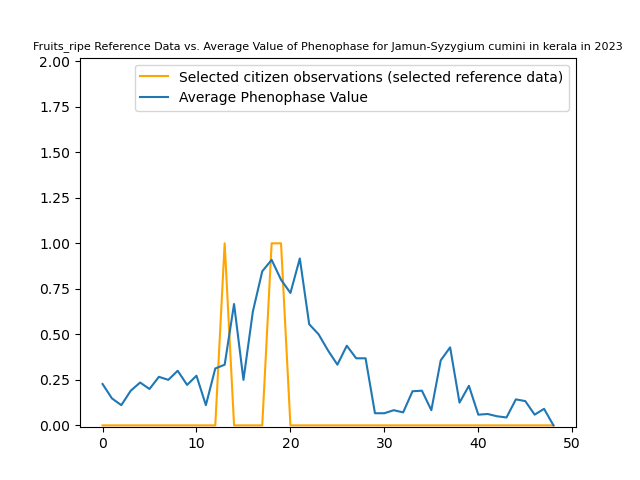 Fruits_ripe Reference Data vs. Average Value of Phenophase for Jamun-Syzygium cumini in kerala in 2023
Selected citizen observations (selected reference data)
Average Phenophase Value
2.00
1.75
1.50
1.25
1.00
0.75
0.50
0.25
0.00
0 10 20 30 40 50